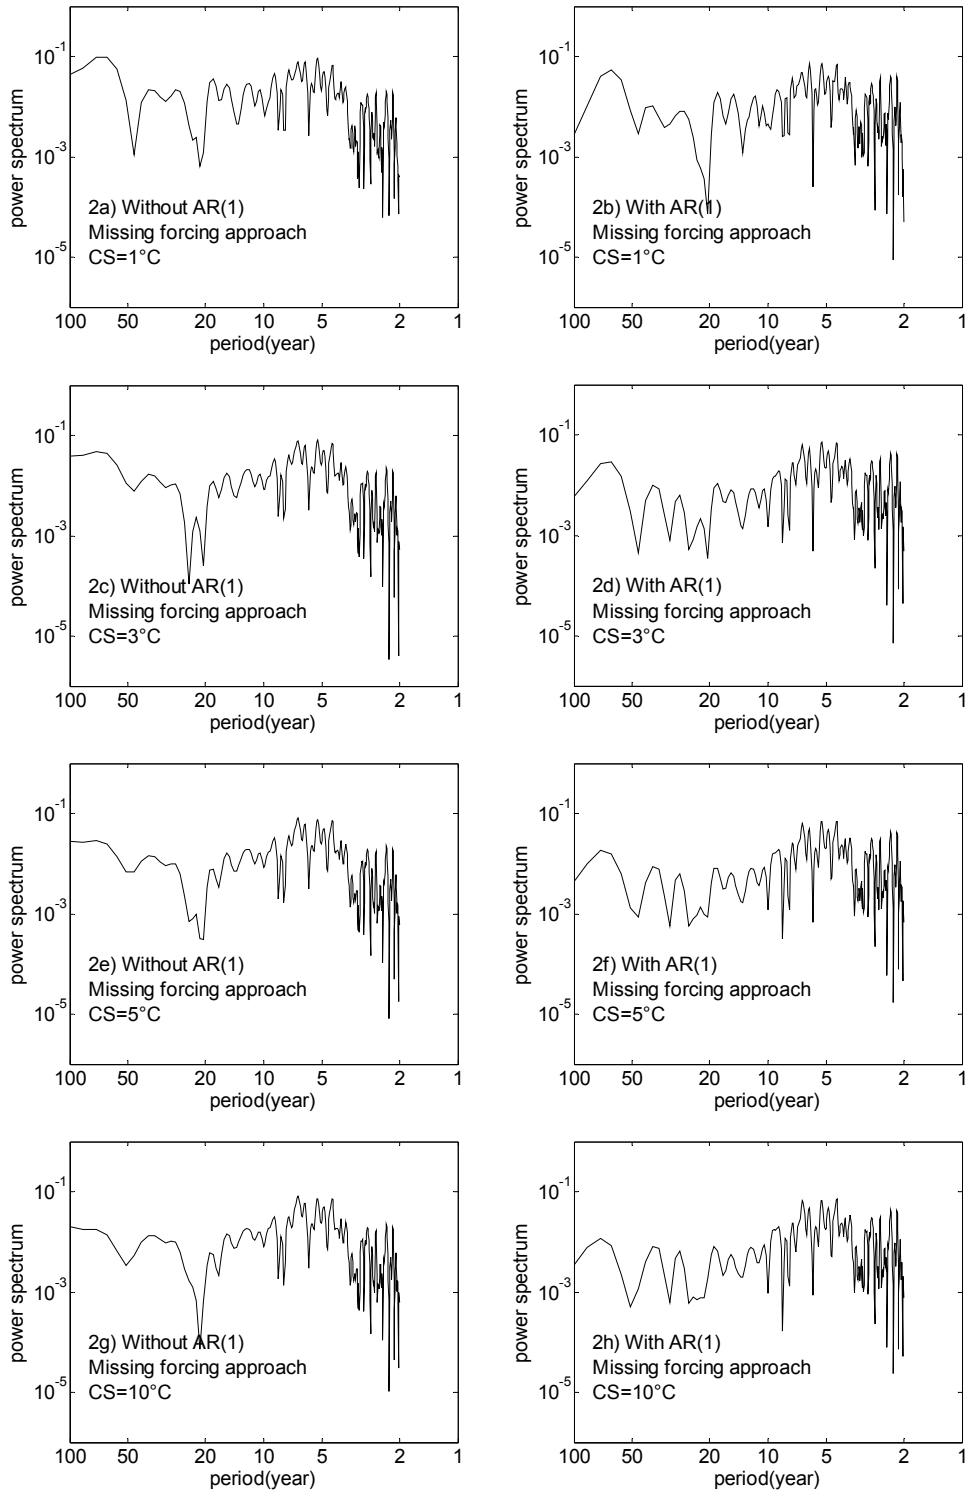 power spectrum
10^-1
10^-3
10^-5
2a) Without AR(1)
Missing forcing approach
CS=1°C
100 50 20 10 5 2 1
period(year)
power spectrum
10^-1
10^-3
10^-5
2b) With AR(1)
Missing forcing approach
CS=1°C
100 50 20 10 5 2 1
period(year)
power spectrum
10^-1
10^-3
10^-5
2c) Without AR(1)
Missing forcing approach
CS=3°C
100 50 20 10 5 2 1
period(year)
power spectrum
10^-1
10^-3
10^-5
2d) With AR(1)
Missing forcing approach
CS=3°C
100 50 20 10 5 2 1
period(year)
power spectrum
10^-1
10^-3
10^-5
2e) Without AR(1)
Missing forcing approach
CS=5°C
100 50 20 10 5 2 1
period(year)
power spectrum
10^-1
10^-3
10^-5
2f) With AR(1)
Missing forcing approach
CS=5°C
100 50 20 10 5 2 1
period(year)
power spectrum
10^-1
10^-3
10^-5
2g) Without AR(1)
Missing forcing approach
CS=10°C
100 50 20 10 5 2 1
period(year)
power spectrum
10^-1
10^-3
10^-5
2h) With AR(1)
Missing forcing approach
CS=10°C
100 50 20 10 5 2 1
period(year)